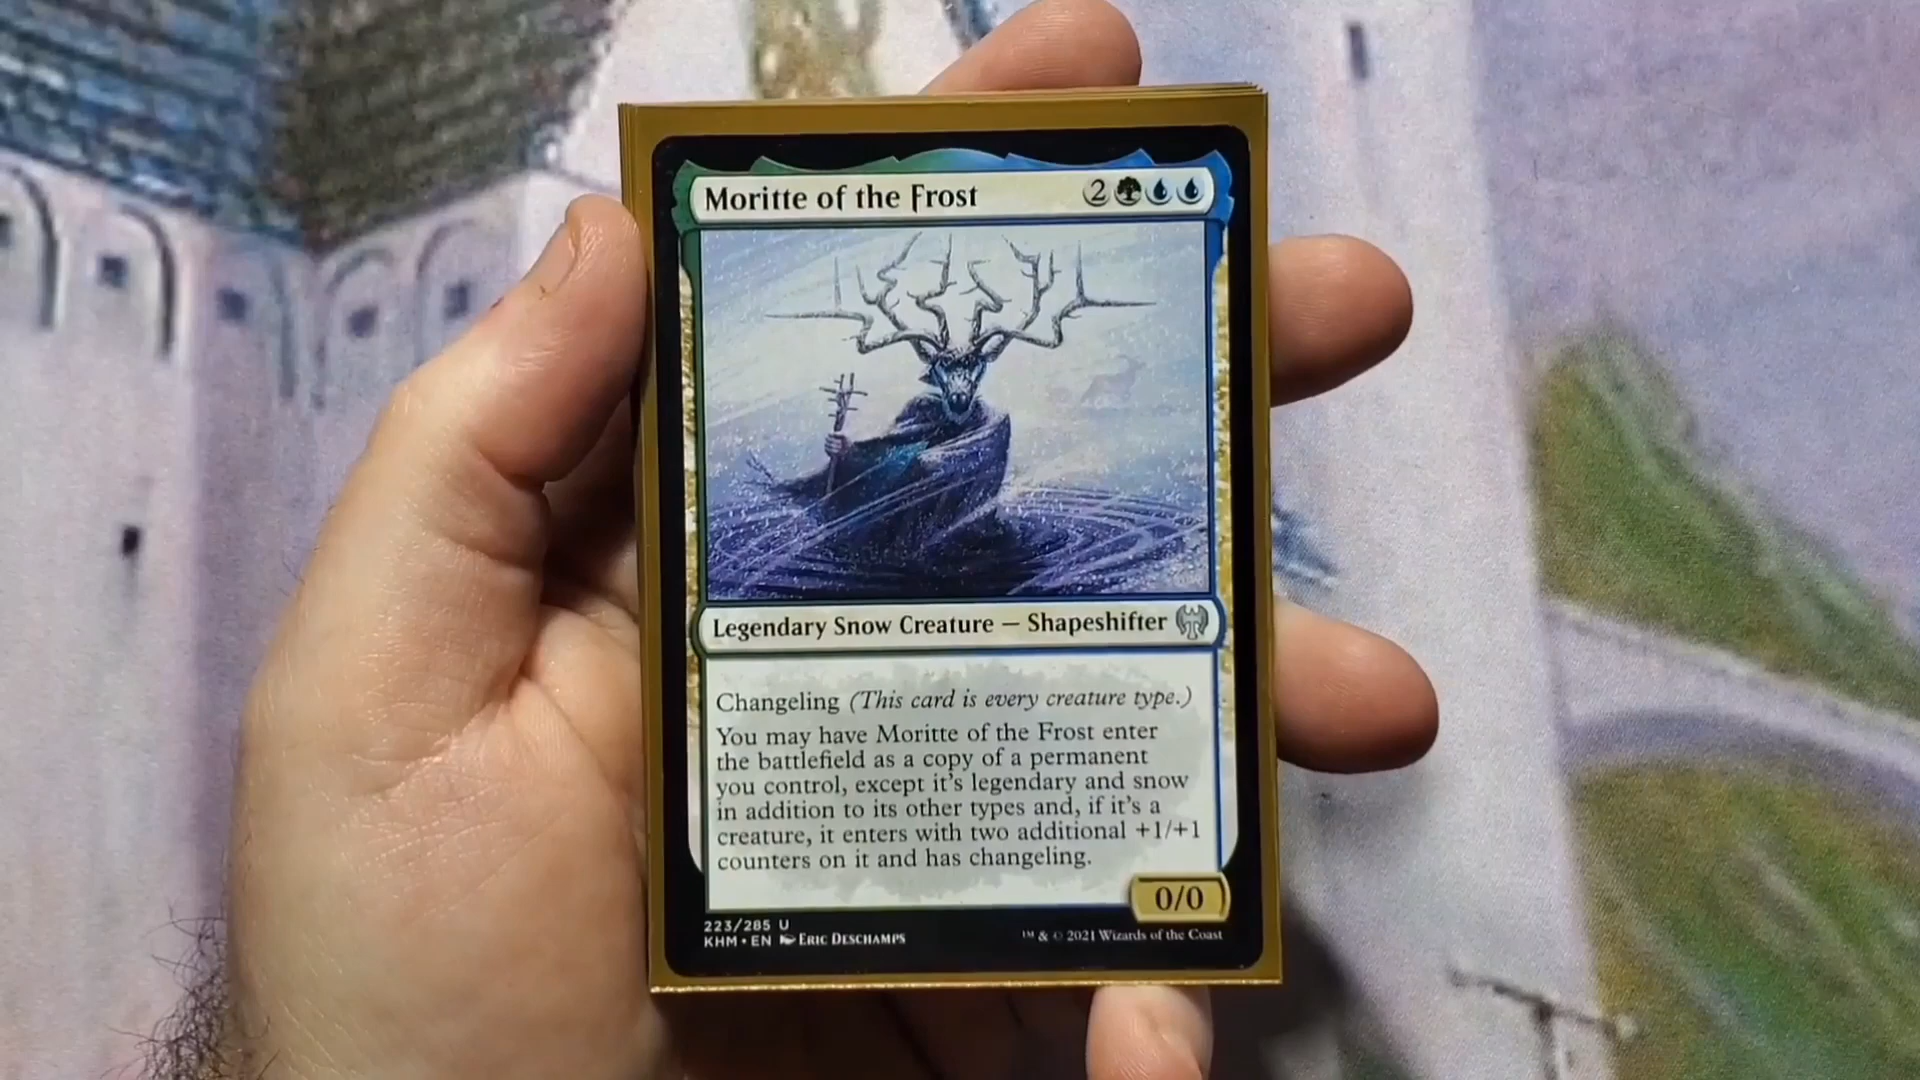 Moritte of the Frost 2
Legendary Snow Creature — Shapeshifter
Changeling (This card is every creature type.)
You may have Moritte of the Frost enter
the battlefield as a copy of a permanent
you control, except it's legendary and snow
in addition to its other types and, if it's a
creature, it enters with two additional +1/+1
counters on it and has changeling.
0/0
223/285 U
KHM • EN Eric Deschamps
™ & © 2021 Wizards of the Coast